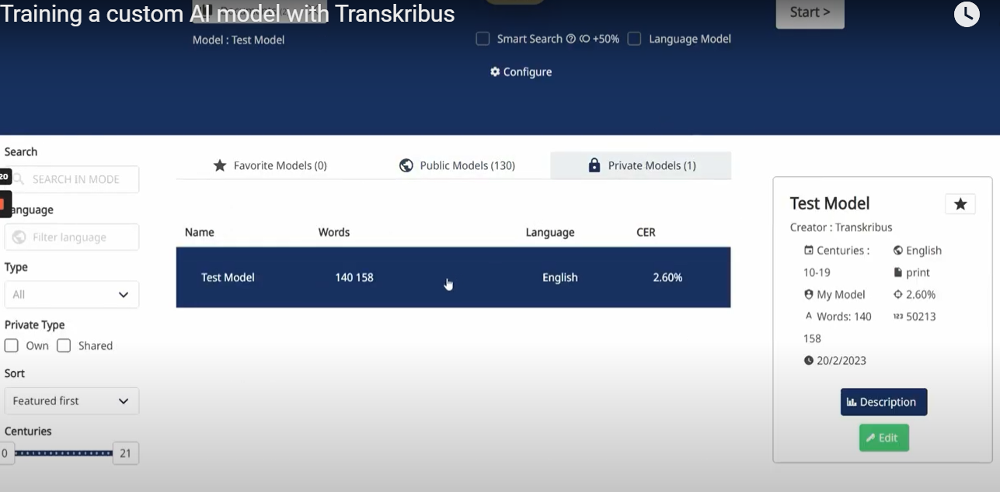 Training a custom AI model with Transkribus
Model : Test Model
Smart Search +50% Language Model
Start >
Configure
Search
SEARCH IN MODE
20
Language
Filter language
Type
All
Private Type
Own Shared
Sort
Featured first
Centuries
0 21
Favorite Models (0) Public Models (130) Private Models (1)
Name Words Language CER
Test Model 140 158 English 2.60%
Test Model
Creator : Transkribus
Centuries : English
10-19 print
My Model 2.60%
A Words: 140 123 50213
158
20/2/2023
Description
Edit